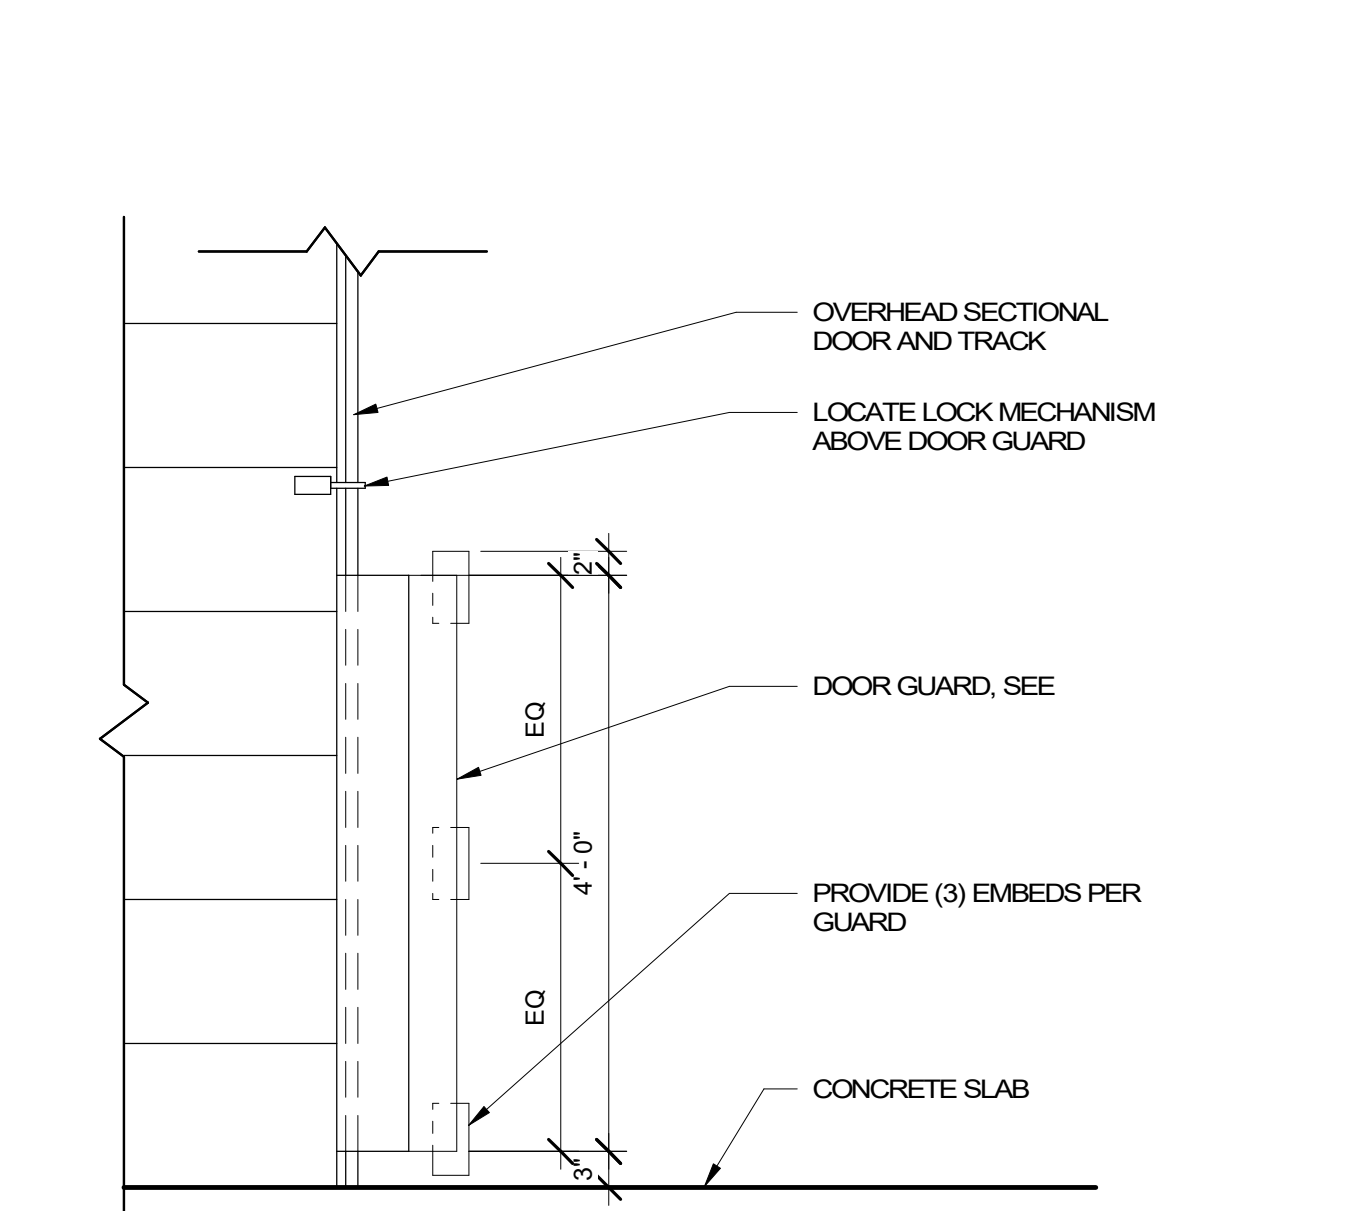 OVERHEAD SECTIONAL
DOOR AND TRACK
LOCATE LOCK MECHANISM
ABOVE DOOR GUARD
2"
DOOR GUARD, SEE
EQ
4' - 0"
PROVIDE (3) EMBEDS PER
GUARD
EQ
CONCRETE SLAB
3"